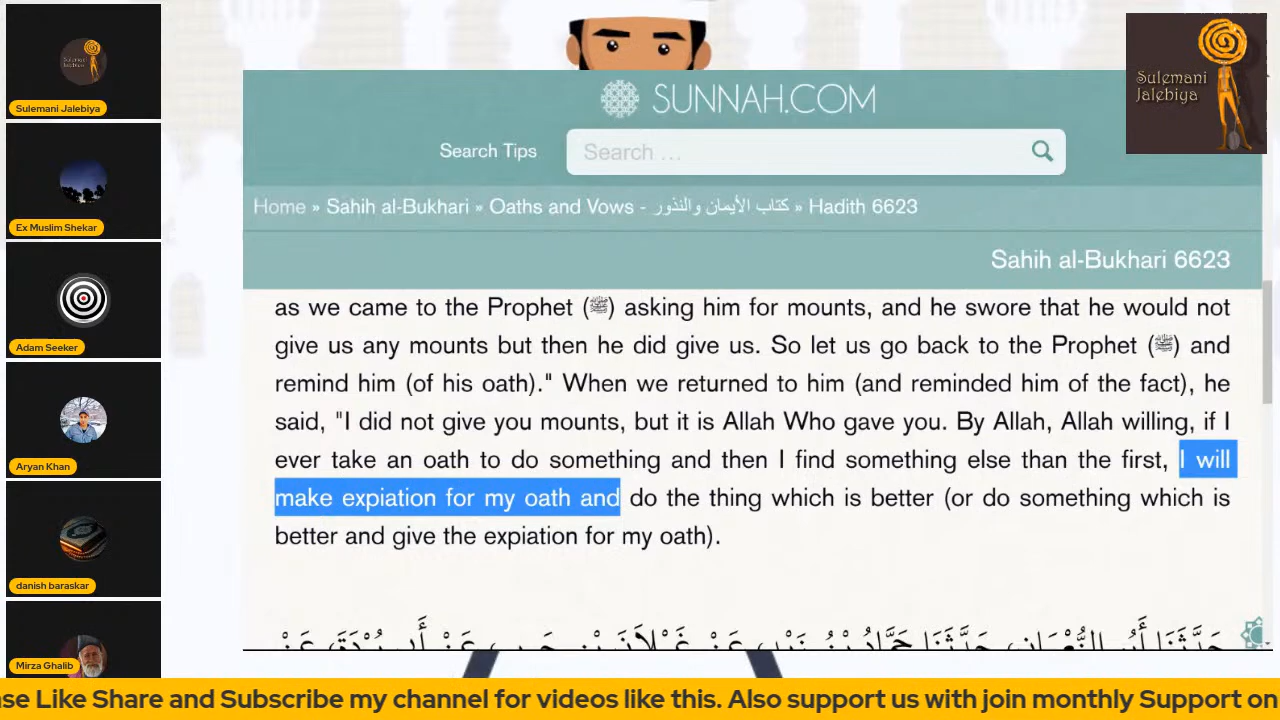 Sulemani Jalebiya
Ex Muslim Shekar
Adam Seeker
Aryan Khan
danish baraskar
Mirza Ghalib
Sulemani
Jalebiya
SUNNAH.COM
Search Tips
Search ...
Home » Sahih al-Bukhari » Oaths and Vows - كتاب الأيمان والنذور » Hadith 6623
Sahih al-Bukhari 6623
as we came to the Prophet (ﷺ) asking him for mounts, and he swore that he would not
give us any mounts but then he did give us. So let us go back to the Prophet (ﷺ) and
remind him (of his oath)." When we returned to him (and reminded him of the fact), he
said, "I did not give you mounts, but it is Allah Who gave you. By Allah, Allah willing, if I
ever take an oath to do something and then I find something else than the first, I will
make expiation for my oath and do the thing which is better (or do something which is
better and give the expiation for my oath).
se Like Share and Subscribe my channel for videos like this. Also support us with join monthly Support on